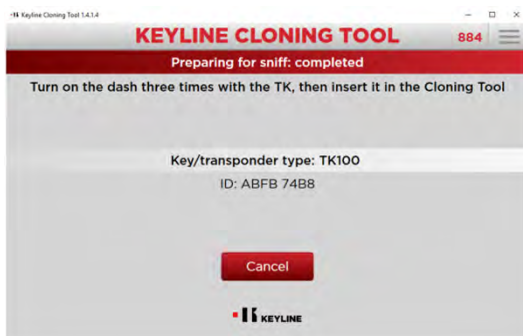 Keyline Cloning Tool 1.4.1.4
KEYLINE CLONING TOOL
884
Preparing for sniff: completed
Turn on the dash three times with the TK, then insert it in the Cloning Tool
Key/transponder type: TK100
ID: ABFB 74B8
Cancel
KEYLINE